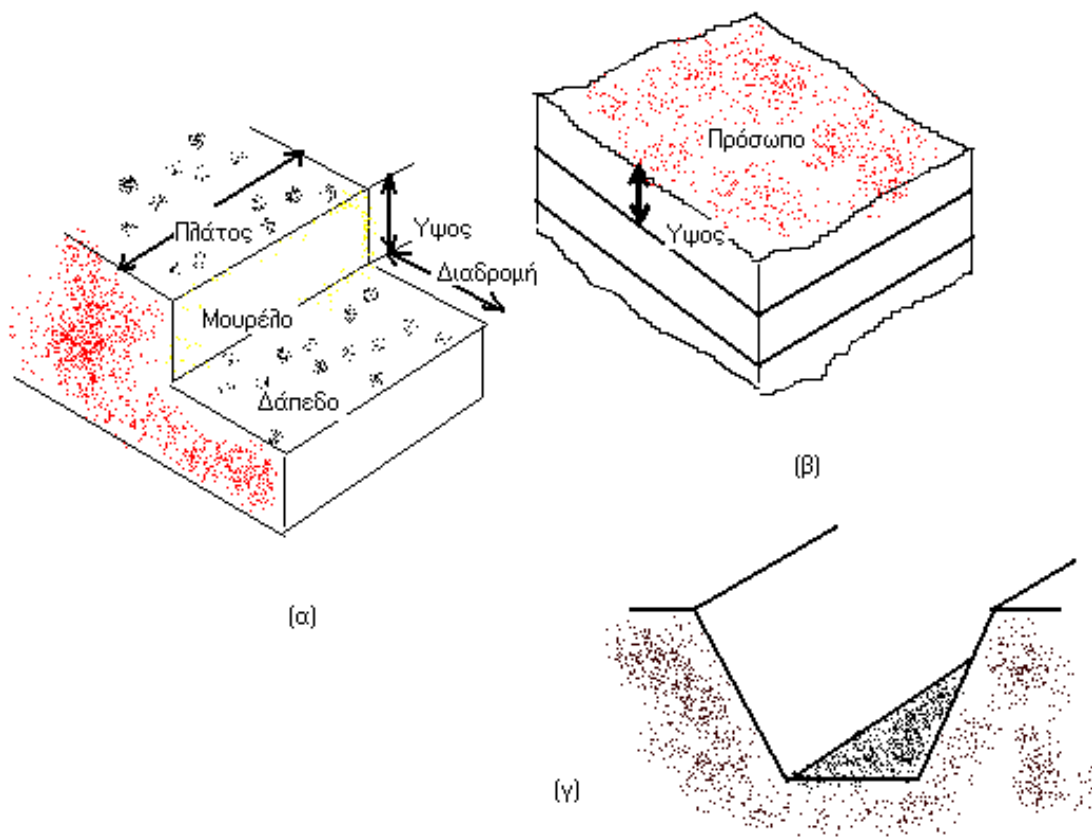 Πρόσωπο
Πλάτος
Υψος
Υψος
Διαδρομή
Μουρέλο
Δάπεδο
(β)
(α)
(γ)